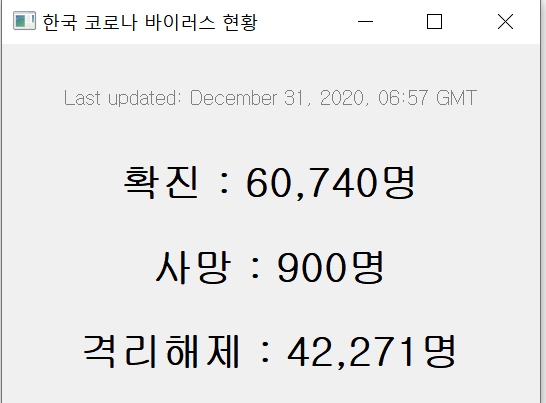 한국 코로나 바이러스 현황
Last updated: December 31, 2020, 06:57 GMT
확진 : 60,740명
사망 : 900명
격리해제 : 42,271명